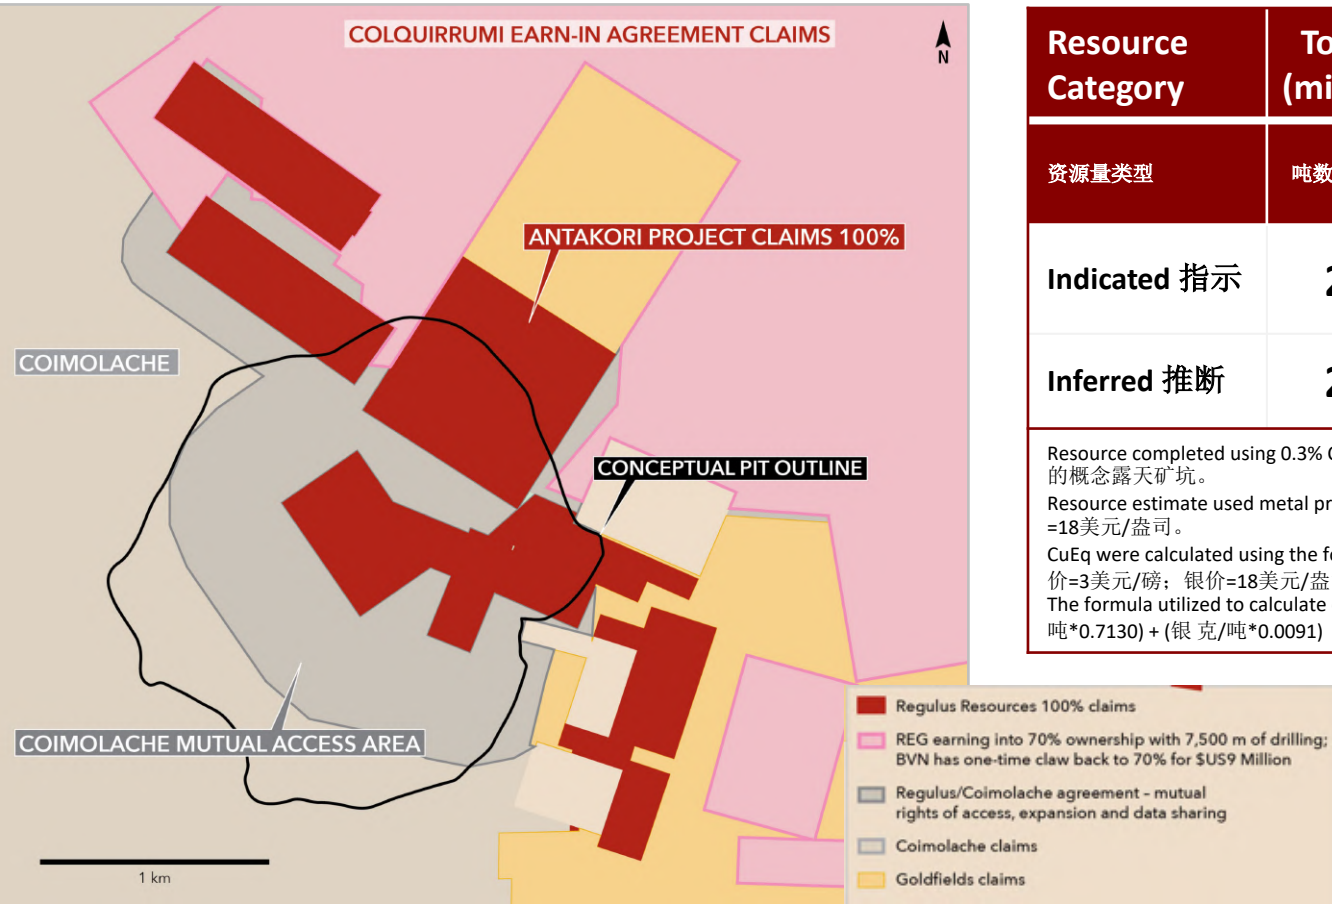 COLQUIRRUMI EARN-IN AGREEMENT CLAIMS
N
ANTAKORI PROJECT CLAIMS 100%
COIMOLACHE
CONCEPTUAL PIT OUTLINE
COIMOLACHE MUTUAL ACCESS AREA
1 km
Regulus Resources 100% claims
REG earning into 70% ownership with 7,500 m of drilling;
BVN has one-time claw back to 70% for $US9 Million
Regulus/Coimolache agreement – mutual
rights of access, expansion and data sharing
Coimolache claims
Goldfields claims
Resource
Category
资源量类型
吨数
Indicated 指示
2
Inferred 推断
2
Resource completed using 0.3%
的概念露天矿坑。
Resource estimate used metal
=18美元/盎司。
CuEq were calculated using the
价=3美元/磅；银价=18美元/盎
The formula utilized to calculate
吨*0.7130) + (银 克/吨*0.0091)